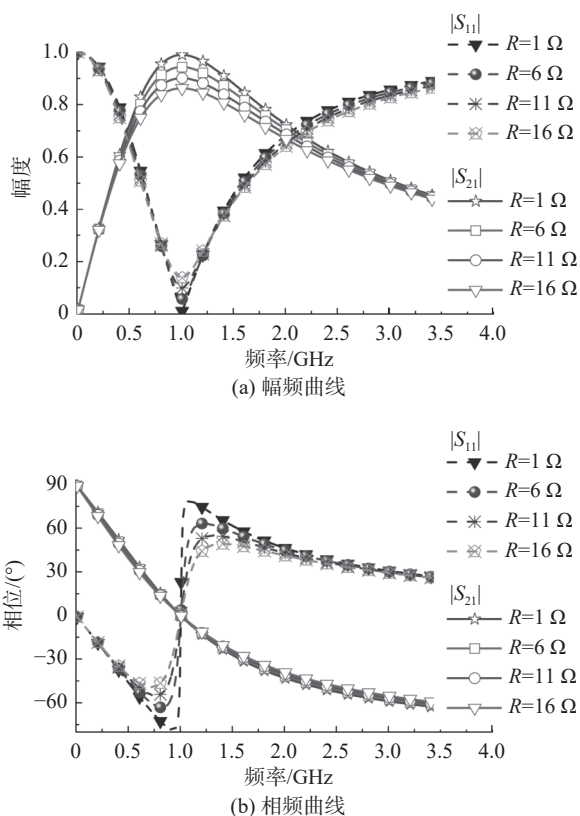 |S₁₁|
R=1 Ω
R=6 Ω
R=11 Ω
R=16 Ω
|S₂₁|
R=1 Ω
R=6 Ω
R=11 Ω
R=16 Ω
幅度
1.0
0.8
0.6
0.4
0.2
0
0 0.5 1.0 1.5 2.0 2.5 3.0 3.5 4.0
频率/GHz
(a) 幅频曲线
|S₁₁|
R=1 Ω
R=6 Ω
R=11 Ω
R=16 Ω
|S₂₁|
R=1 Ω
R=6 Ω
R=11 Ω
R=16 Ω
相位/(°)
90
60
30
0
−30
−60
0 0.5 1.0 1.5 2.0 2.5 3.0 3.5 4.0
频率/GHz
(b) 相频曲线